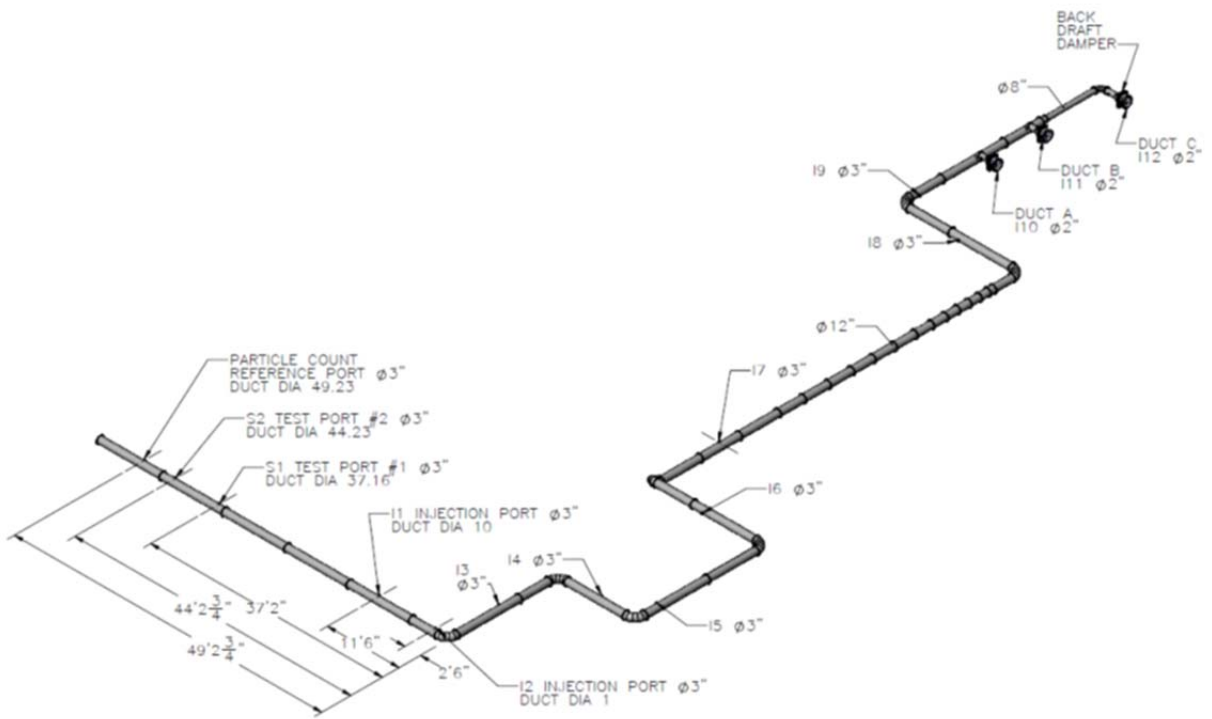 BACK
DRAFT
DAMPER
ø8"
DUCT C
I12 ø2"
DUCT B
I11 ø2"
I9 ø3"
DUCT A
I10 ø2"
I8 ø3"
ø12"
PARTICLE COUNT
REFERENCE PORT ø3"
DUCT DIA 49.23
I7 ø3"
S2 TEST PORT #2 ø3"
DUCT DIA 44.23
S1 TEST PORT #1 ø3"
DUCT DIA 37.16
I6 ø3"
I1 INJECTION PORT ø3"
DUCT DIA 10
I3
ø3"
I4 ø3"
44'2 3/4"
37'2"
I5 ø3"
49'2 3/4"
11'6"
2'6"
I2 INJECTION PORT ø3"
DUCT DIA 1